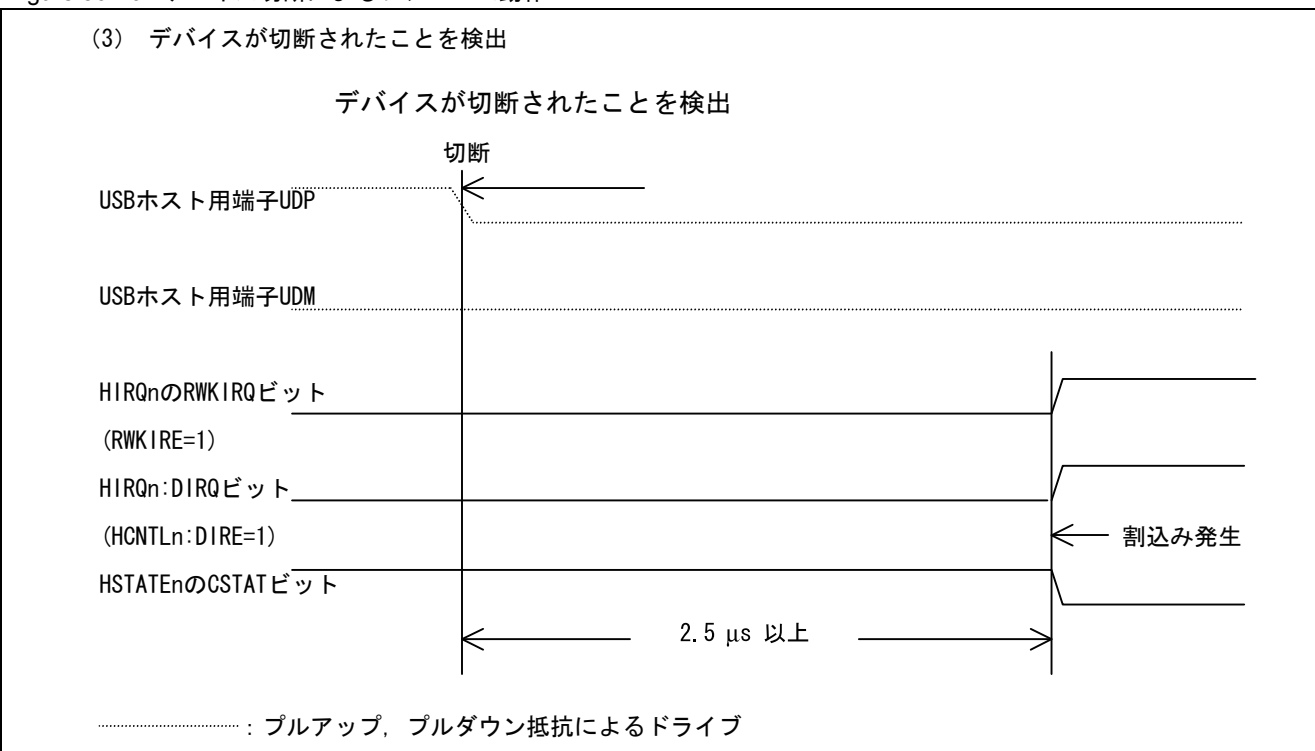 (3) デバイスが切断されたことを検出
デバイスが切断されたことを検出
切断
USBホスト用端子UDP
USBホスト用端子UDM
HIRQnのRWKIRQビット
(RWKIRE=1)
HIRQn:DIRQビット
(HCNTLn:DIRE=1)
割込み発生
HSTATEnのCSTATビット
2.5 μs 以上
: プルアップ, プルダウン抵抗によるドライブ